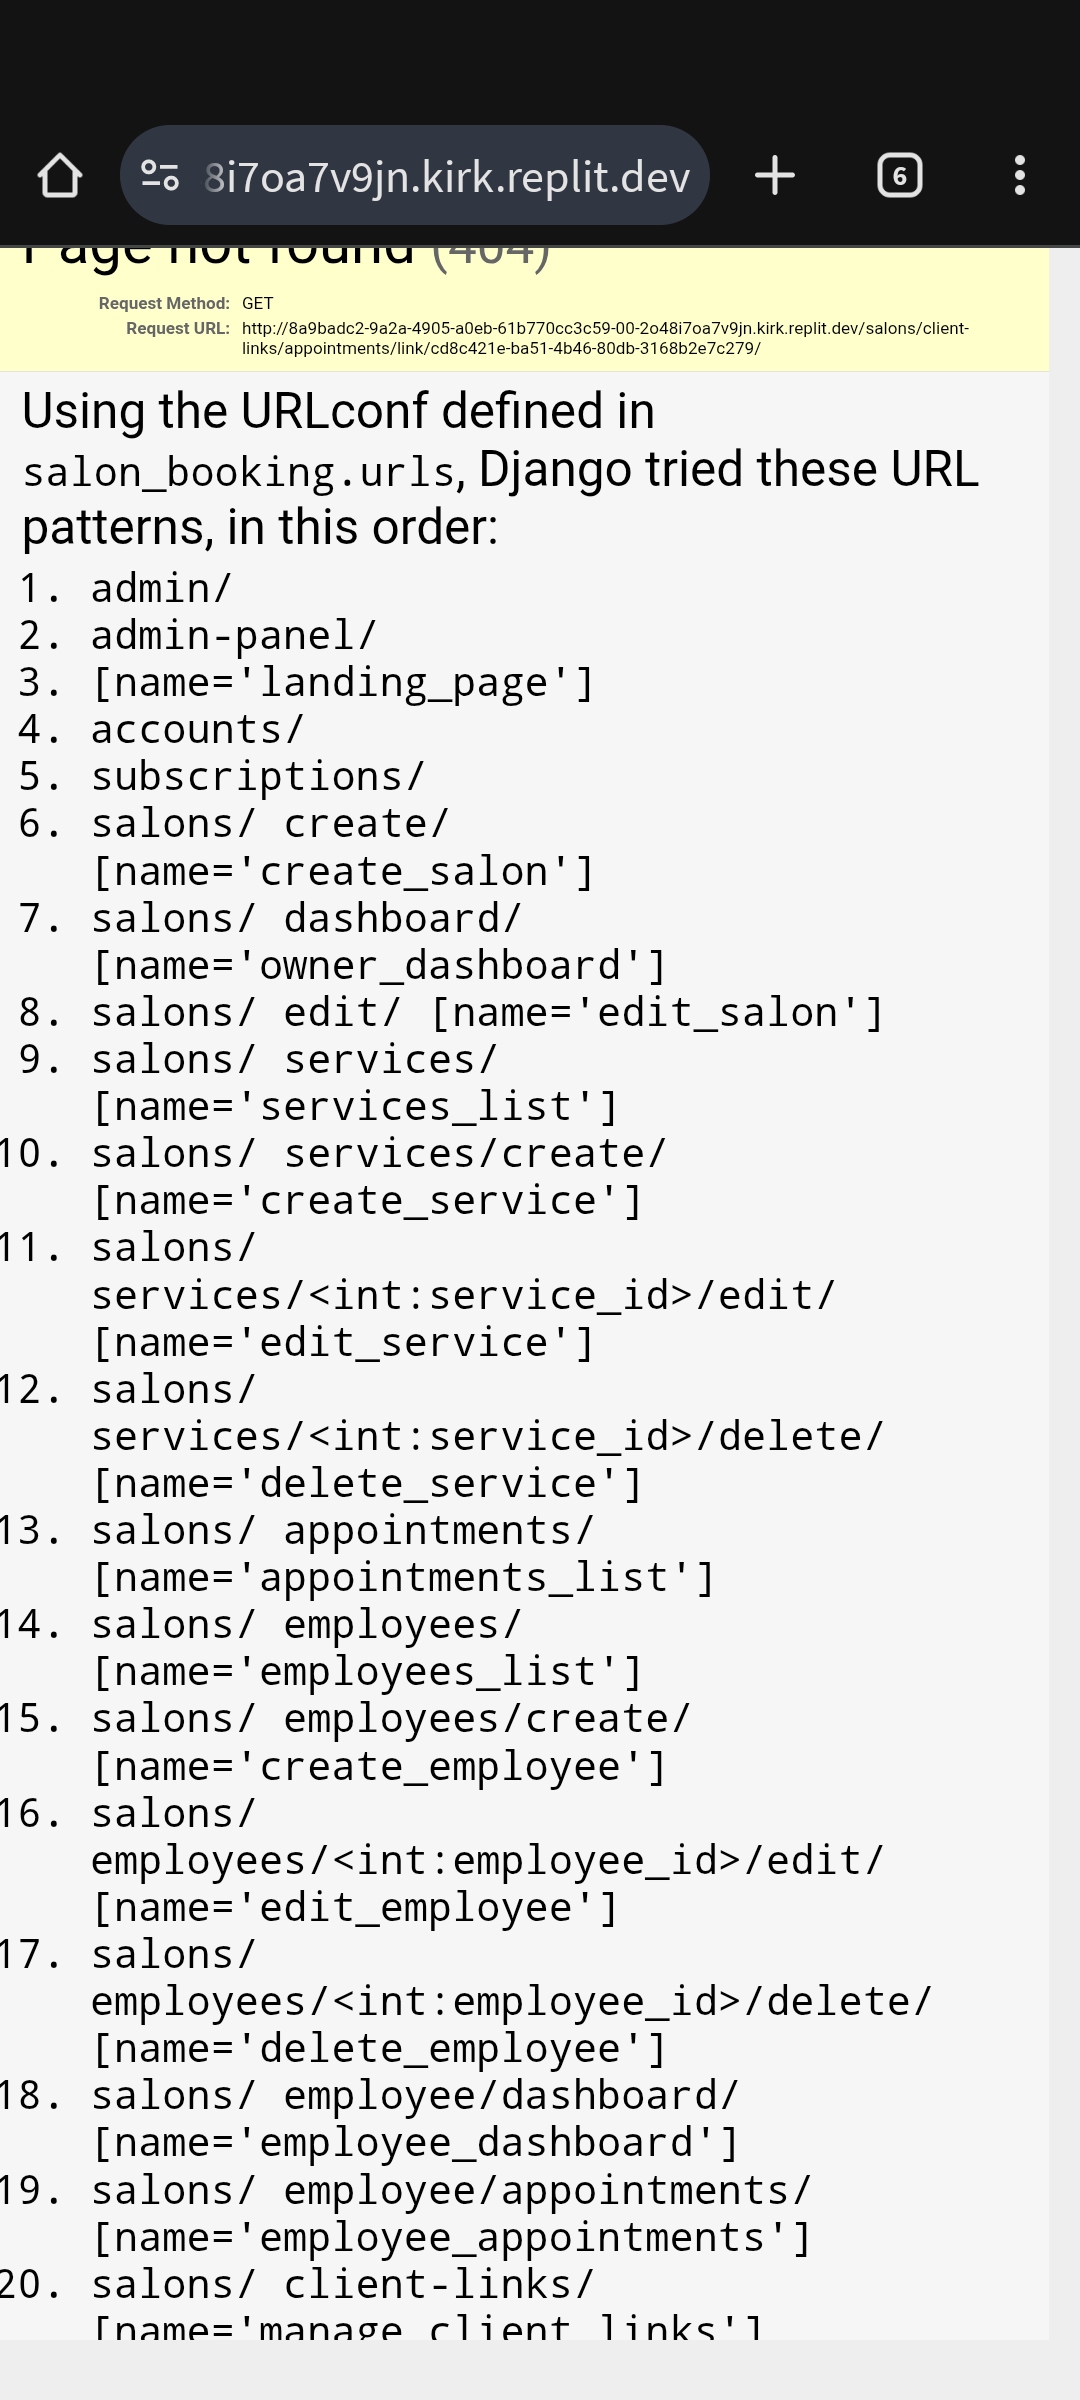 8i7oa7v9jn.kirk.replit.dev
6
Page not found (404)
Request Method: GET
Request URL: http://8a9badc2-9a2a-4905-a0eb-61b770cc3c59-00-2o48i7oa7v9jn.kirk.replit.dev/salons/client-
links/appointments/link/cd8c421e-ba51-4b46-80db-3168b2e7c279/
Using the URLconf defined in
salon_booking.urls, Django tried these URL
patterns, in this order:
1. admin/
2. admin-panel/
3. [name='landing_page']
4. accounts/
5. subscriptions/
6. salons/ create/
[name='create_salon']
7. salons/ dashboard/
[name='owner_dashboard']
8. salons/ edit/ [name='edit_salon']
9. salons/ services/
[name='services_list']
10. salons/ services/create/
[name='create_service']
11. salons/
services/<int:service_id>/edit/
[name='edit_service']
12. salons/
services/<int:service_id>/delete/
[name='delete_service']
13. salons/ appointments/
[name='appointments_list']
14. salons/ employees/
[name='employees_list']
15. salons/ employees/create/
[name='create_employee']
16. salons/
employees/<int:employee_id>/edit/
[name='edit_employee']
17. salons/
employees/<int:employee_id>/delete/
[name='delete_employee']
18. salons/ employee/dashboard/
[name='employee_dashboard']
19. salons/ employee/appointments/
[name='employee_appointments']
20. salons/ client-links/
[name='manage_client_links']